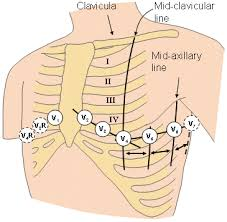 Clavicula
Mid-clavicular
line
Mid-axillary
line
I
II
III
IV
V₁
V₂
V₃
V₄
V₅
V₆
V₃R
V₄R